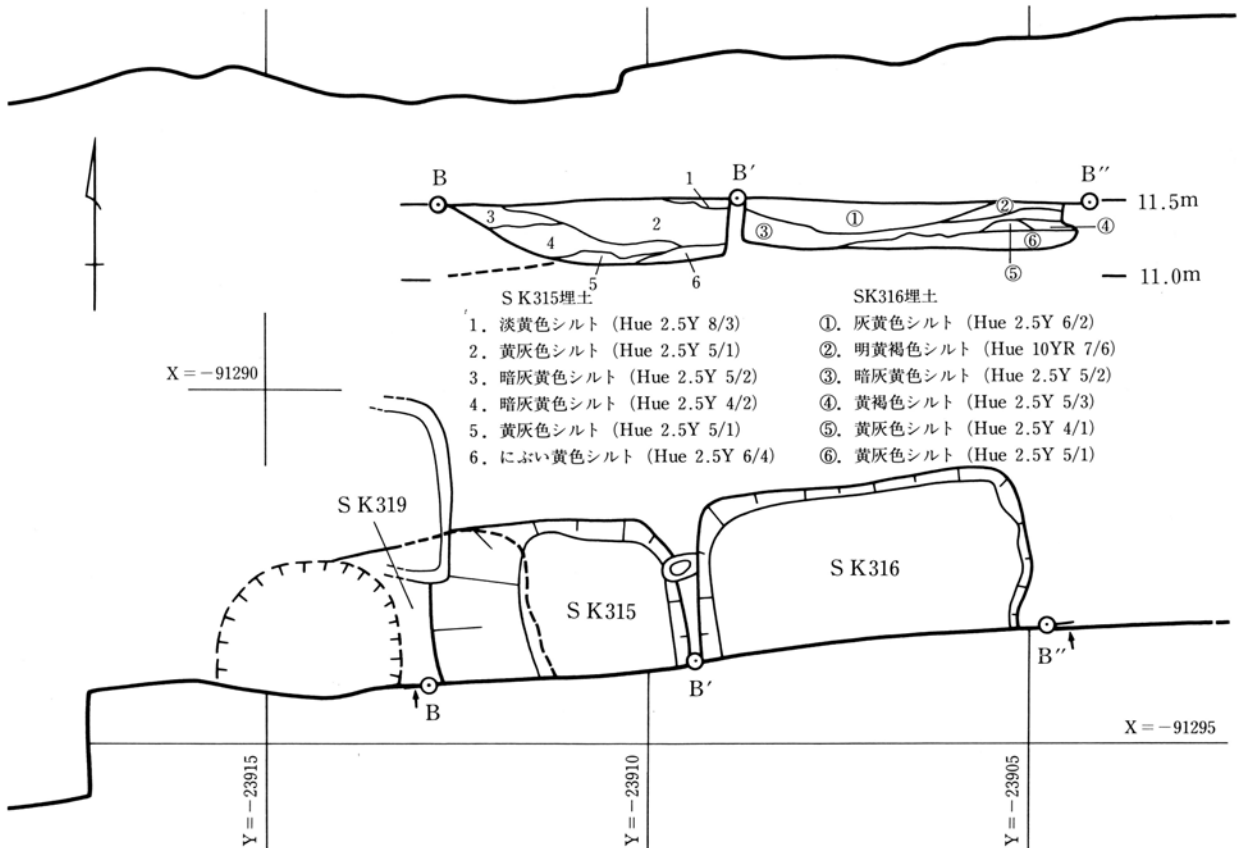 B
B′
B″
1
11.5m
3
2
①
②
③
④
4
⑥
5
6
⑤
11.0m
S K315埋土
1．淡黄色シルト (Hue 2.5Y 8/3)
2．黄灰色シルト (Hue 2.5Y 5/1)
3．暗灰黄色シルト (Hue 2.5Y 5/2)
4．暗灰黄色シルト (Hue 2.5Y 4/2)
5．黄灰色シルト (Hue 2.5Y 5/1)
6．にぶい黄色シルト (Hue 2.5Y 6/4)
SK316埋土
①．灰黄色シルト (Hue 2.5Y 6/2)
②．明黄褐色シルト (Hue 10YR 7/6)
③．暗灰黄色シルト (Hue 2.5Y 5/2)
④．黄褐色シルト (Hue 2.5Y 5/3)
⑤．黄灰色シルト (Hue 2.5Y 4/1)
⑥．黄灰色シルト (Hue 2.5Y 5/1)
X＝−91290
S K319
S K315
S K316
B
B′
B″
X＝−91295
Y＝−23915
Y＝−23910
Y＝−23905